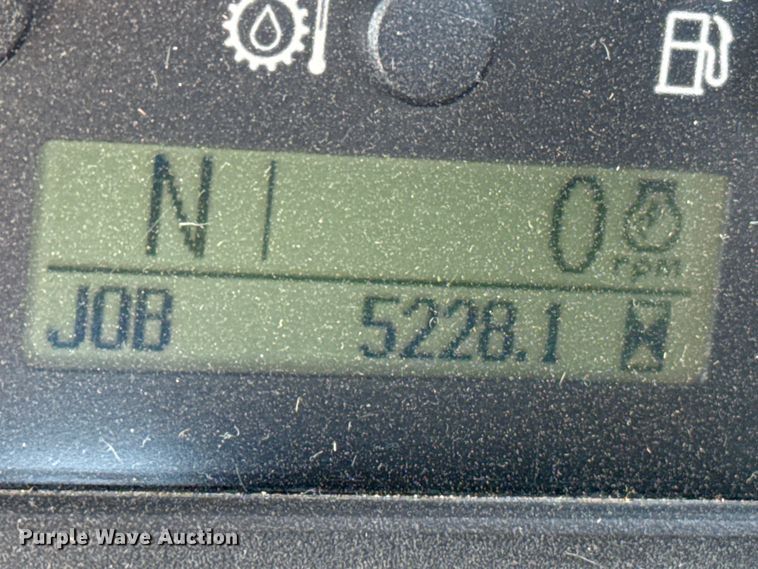 N 0 rpm
JOB 5228.1
Purple Wave Auction